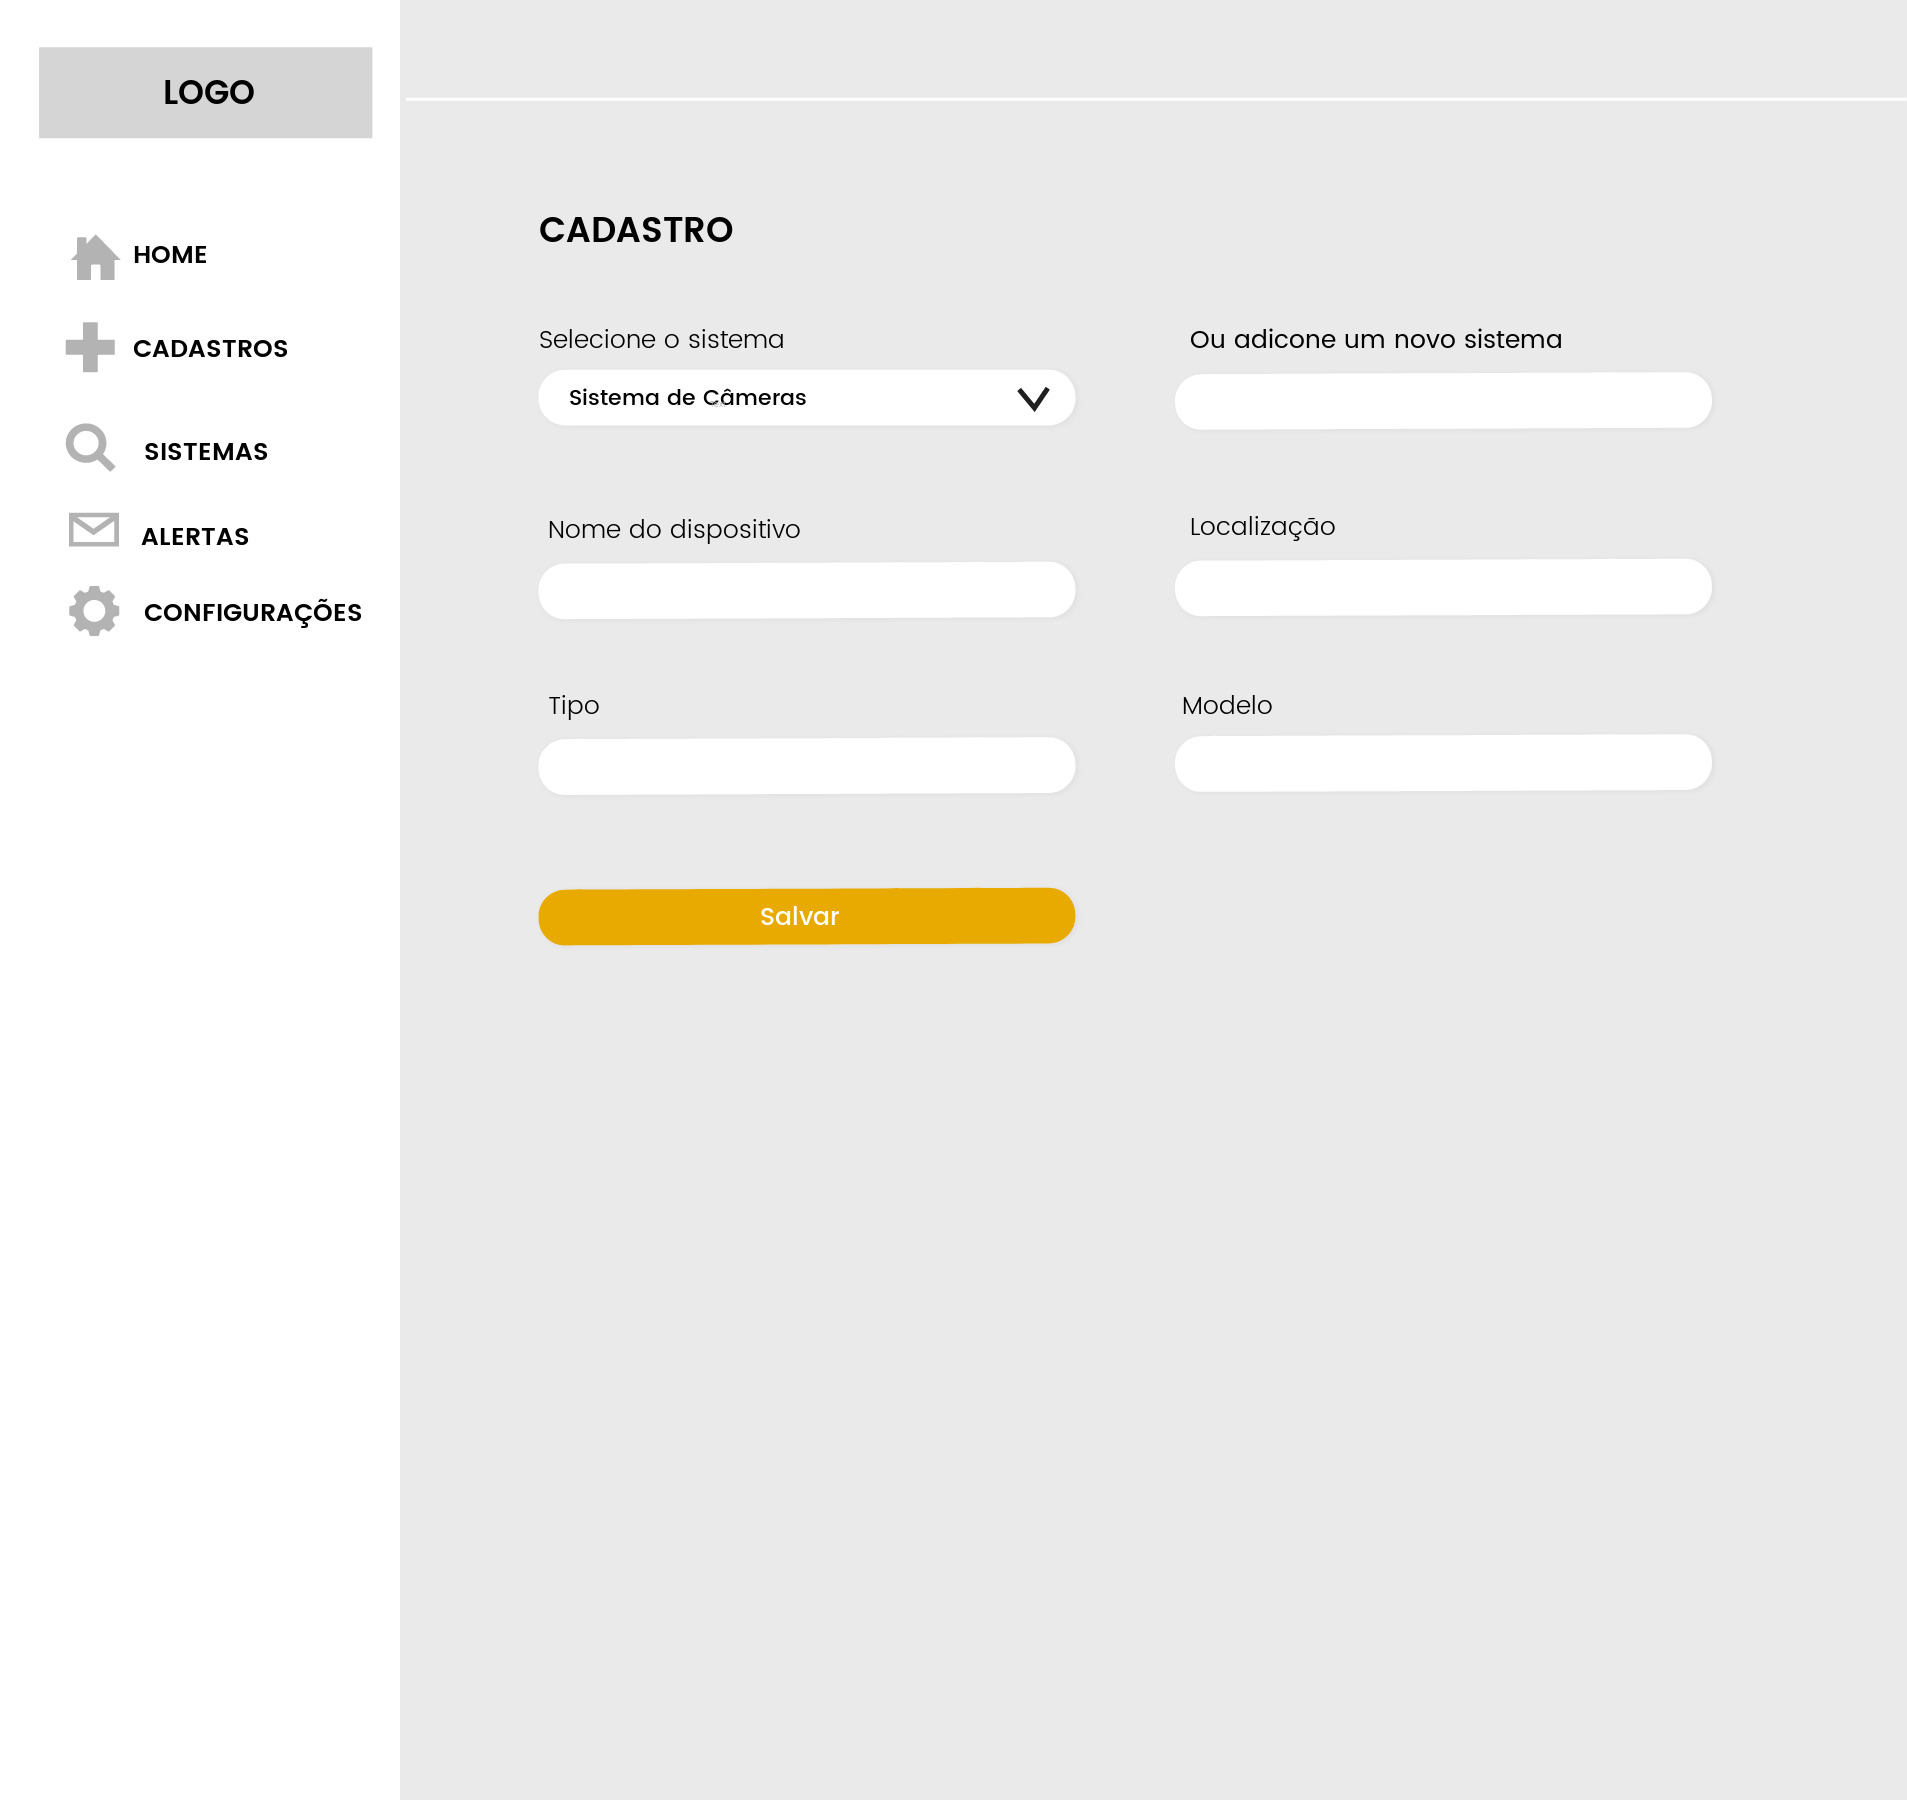 LOGO
HOME
CADASTROS
SISTEMAS
ALERTAS
CONFIGURAÇÕES
CADASTRO
Selecione o sistema
Sistema de Câmeras
Ou adicone um novo sistema
Nome do dispositivo
Localização
Tipo
Modelo
Salvar